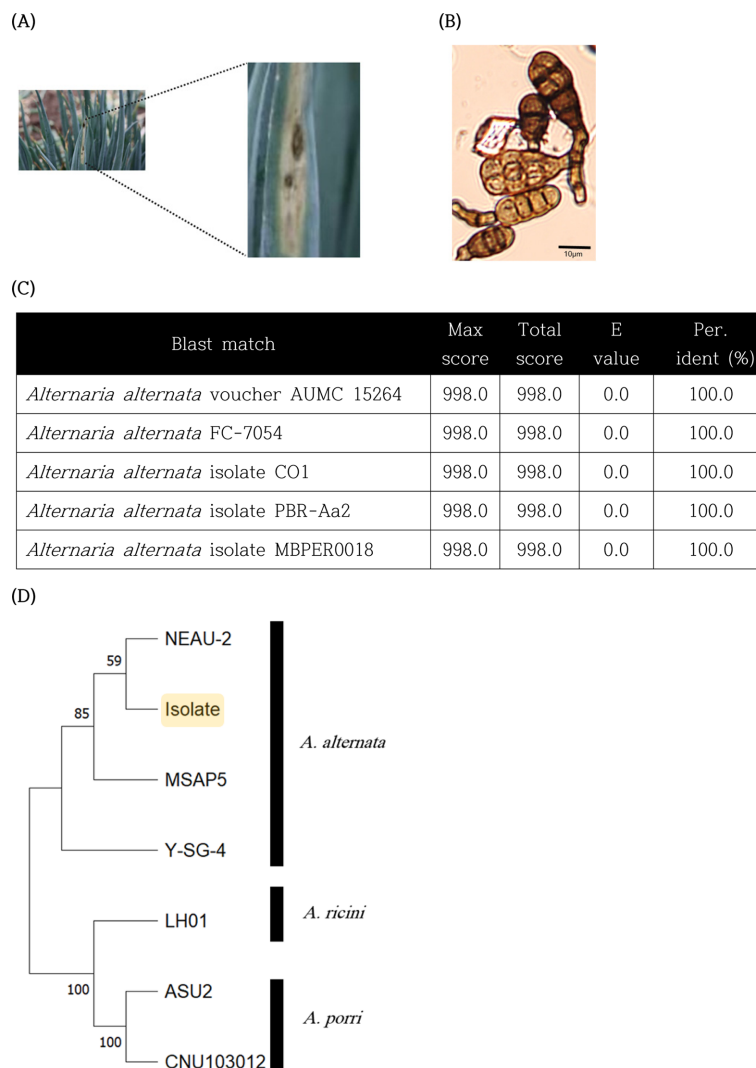 (A)
(B)
10µm
(C)
Blast match Max score Total score E value Per. ident (%)
Alternaria alternata voucher AUMC 15264 998.0 998.0 0.0 100.0
Alternaria alternata FC-7054 998.0 998.0 0.0 100.0
Alternaria alternata isolate CO1 998.0 998.0 0.0 100.0
Alternaria alternata isolate PBR-Aa2 998.0 998.0 0.0 100.0
Alternaria alternata isolate MBPER0018 998.0 998.0 0.0 100.0
(D)
NEAU-2
59
Isolate
85
A. alternata
MSAP5
Y-SG-4
LH01
A. ricini
100
ASU2
A. porri
100
CNU103012